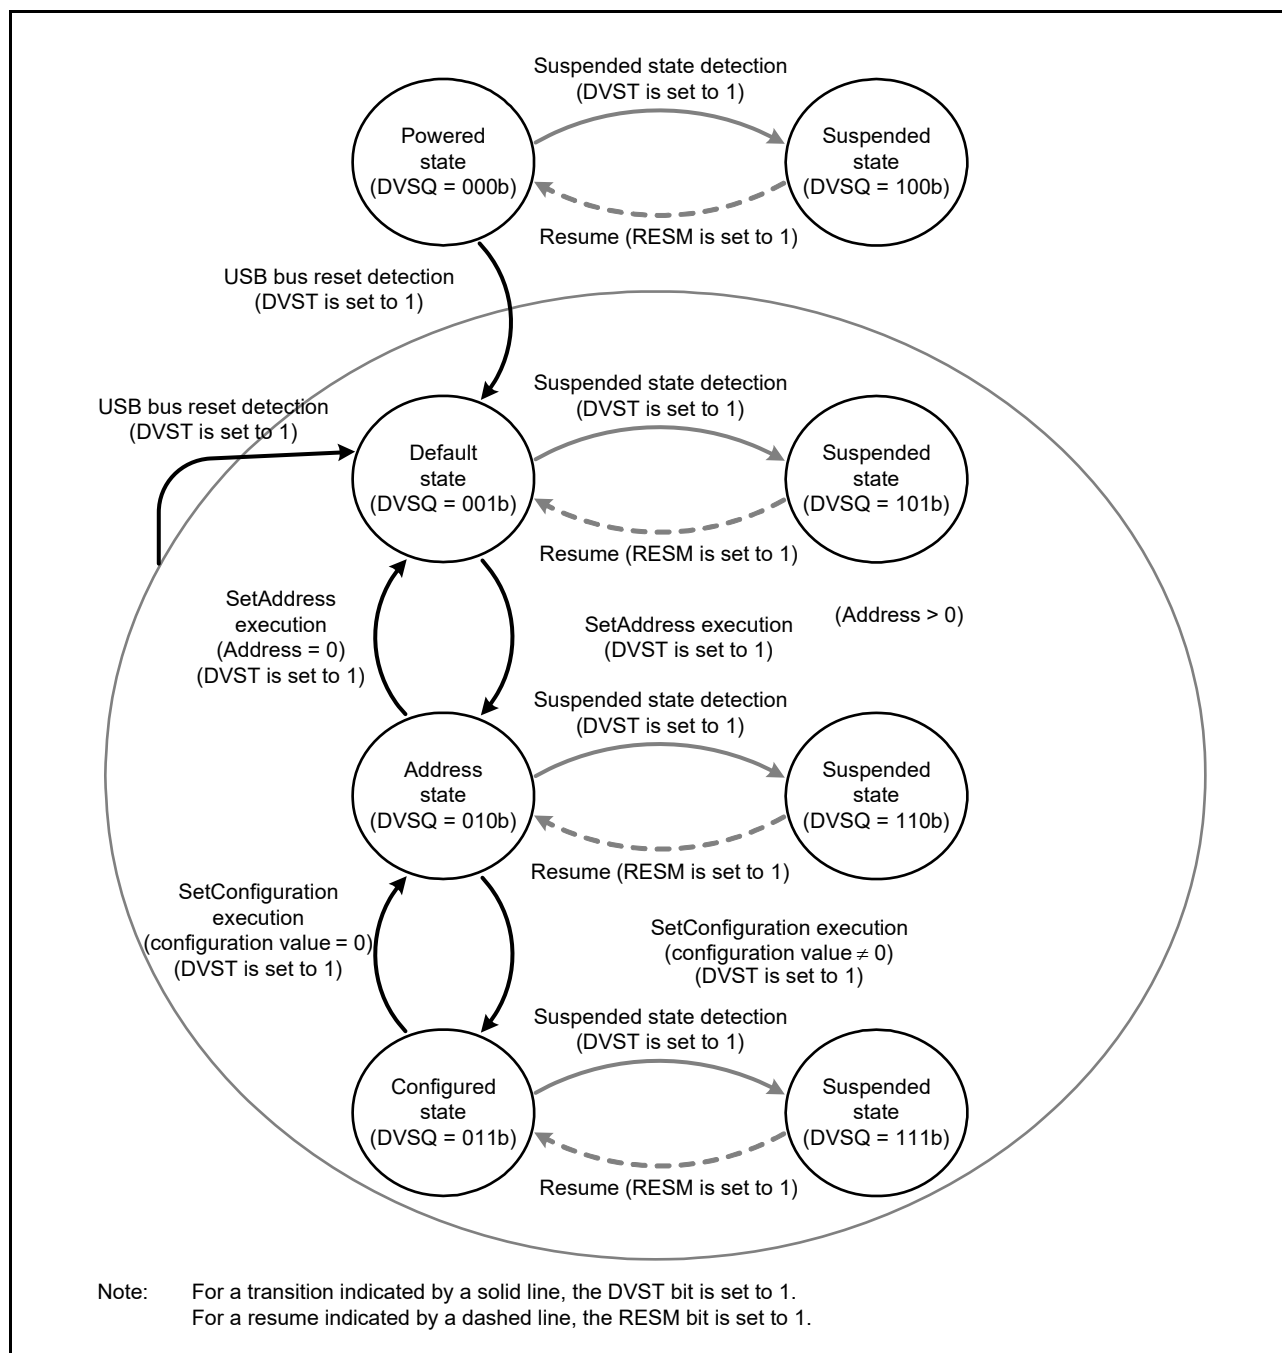 Suspended state detection
(DVST is set to 1)
Powered
state
(DVSQ = 000b)
Suspended
state
(DVSQ = 100b)
Resume (RESM is set to 1)
USB bus reset detection
(DVST is set to 1)
Suspended state detection
(DVST is set to 1)
USB bus reset detection
(DVST is set to 1)
Default
state
(DVSQ = 001b)
Suspended
state
(DVSQ = 101b)
Resume (RESM is set to 1)
SetAddress
execution
(Address = 0)
(DVST is set to 1)
SetAddress execution
(DVST is set to 1)
(Address > 0)
Suspended state detection
(DVST is set to 1)
Address
state
(DVSQ = 010b)
Suspended
state
(DVSQ = 110b)
Resume (RESM is set to 1)
SetConfiguration
execution
(configuration value = 0)
(DVST is set to 1)
SetConfiguration execution
(configuration value ≠ 0)
(DVST is set to 1)
Suspended state detection
(DVST is set to 1)
Configured
state
(DVSQ = 011b)
Suspended
state
(DVSQ = 111b)
Resume (RESM is set to 1)
Note: For a transition indicated by a solid line, the DVST bit is set to 1.
For a resume indicated by a dashed line, the RESM bit is set to 1.